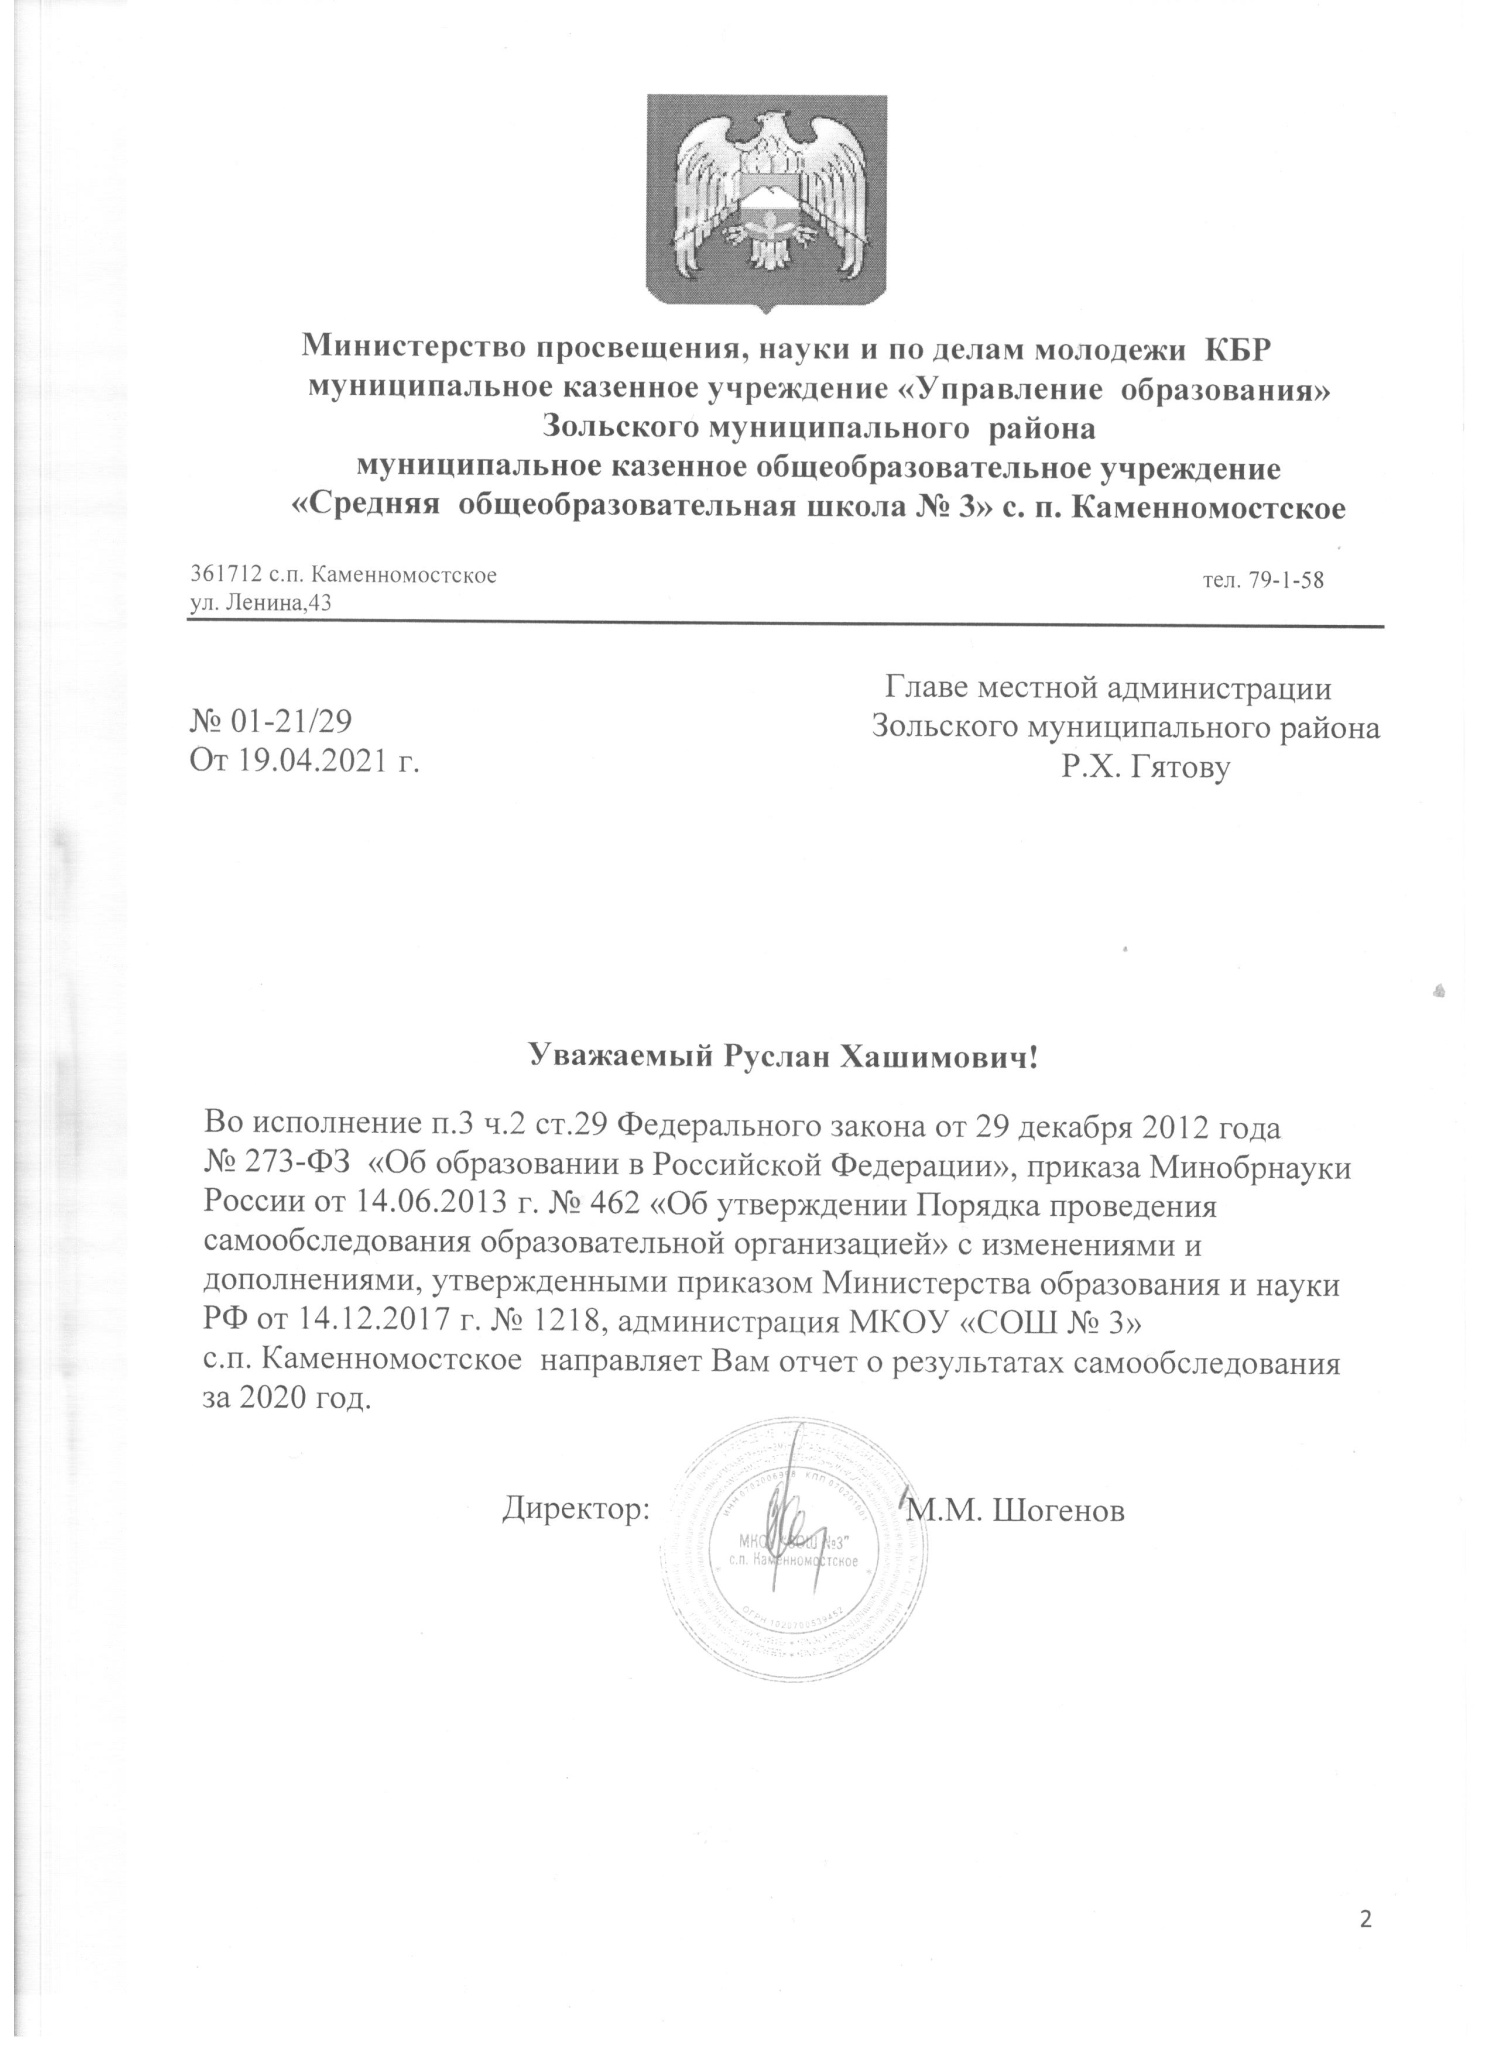 Министерство просвещения, науки и по делам молодежи КБР
муниципальное казенное учреждение «Управление образования»
Зольского муниципального района
муниципальное казенное общеобразовательное учреждение
«Средняя общеобразовательная школа № 3» с. п. Каменномостское
361712 с.п. Каменномостское
тел. 79-1-58
ул. Ленина,43
Главе местной администрации
№ 01-21/29
Зольского муниципального района
От 19.04.2021 г.
Р.Х. Гятову
Уважаемый Руслан Хашимович!
Во исполнение п.3 ч.2 ст.29 Федерального закона от 29 декабря 2012 года
№ 273-ФЗ «Об образовании в Российской Федерации», приказа Минобрнауки
России от 14.06.2013 г. № 462 «Об утверждении Порядка проведения
самообследования образовательной организацией» с изменениями и
дополнениями, утвержденными приказом Министерства образования и науки
РФ от 14.12.2017 г. № 1218, администрация МКОУ «СОШ № 3»
с.п. Каменномостское направляет Вам отчет о результатах самообследования
за 2020 год.
Директор:
М.М. Шогенов
МКОУ "СОШ №3"
с.п. Каменномостское
2